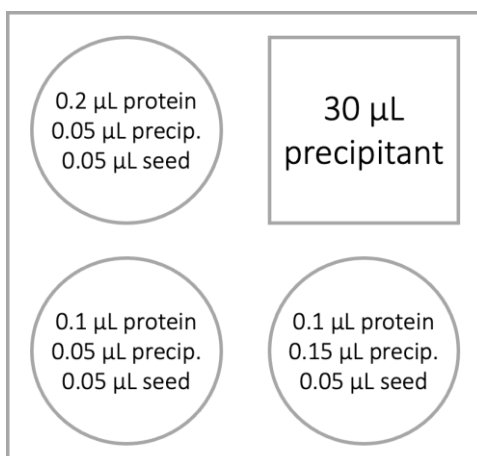 0.2 µL protein
0.05 µL precip.
0.05 µL seed
30 µL
precipitant
0.1 µL protein
0.05 µL precip.
0.05 µL seed
0.1 µL protein
0.15 µL precip.
0.05 µL seed